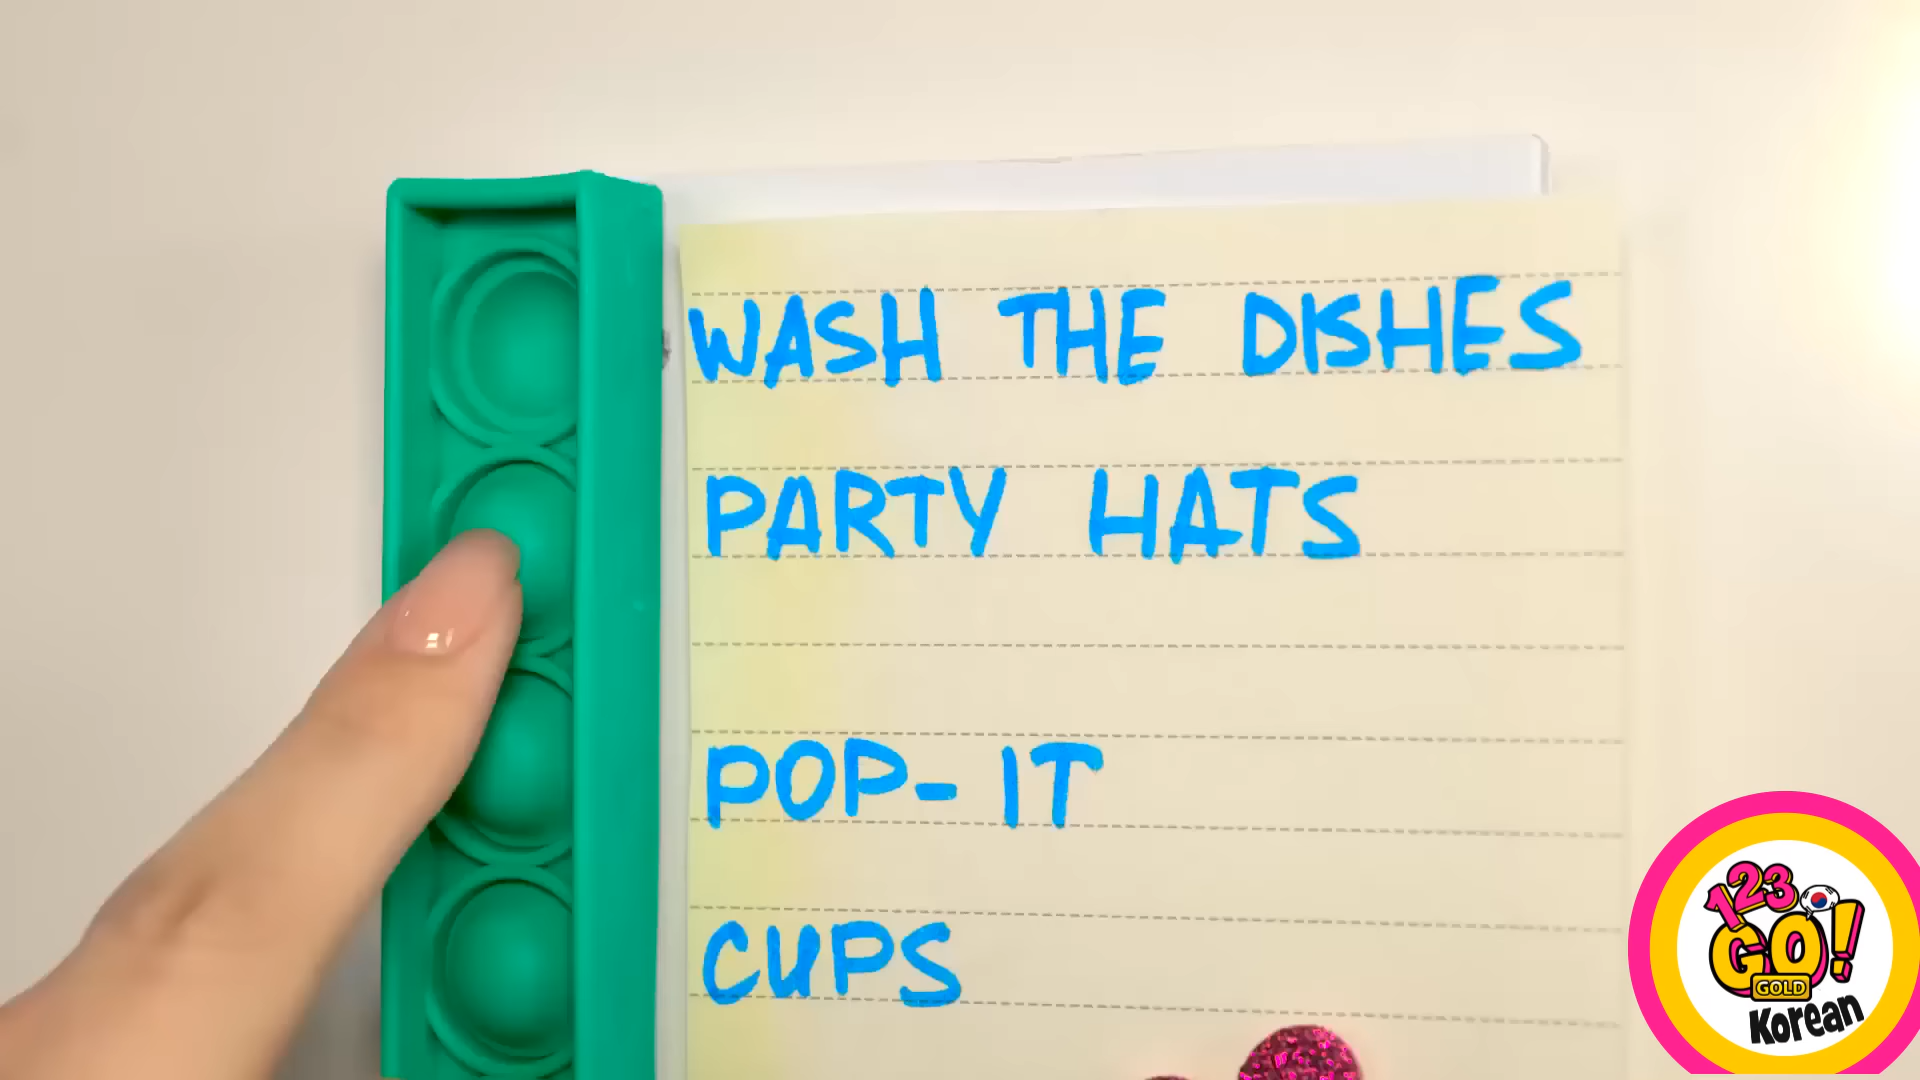 WASH THE DISHES
PARTY HATS
POP-IT
CUPS
123
GO!
GOLD
Korean